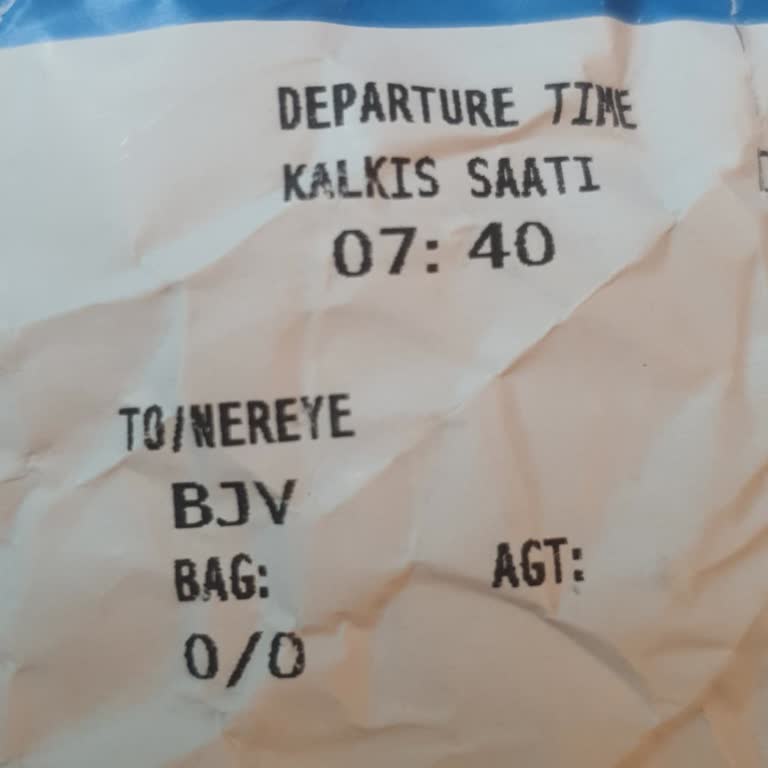 DEPARTURE TIME
KALKIS SAATI
07: 40
TO/NEREYE
BJV
BAG:
AGT:
0/0